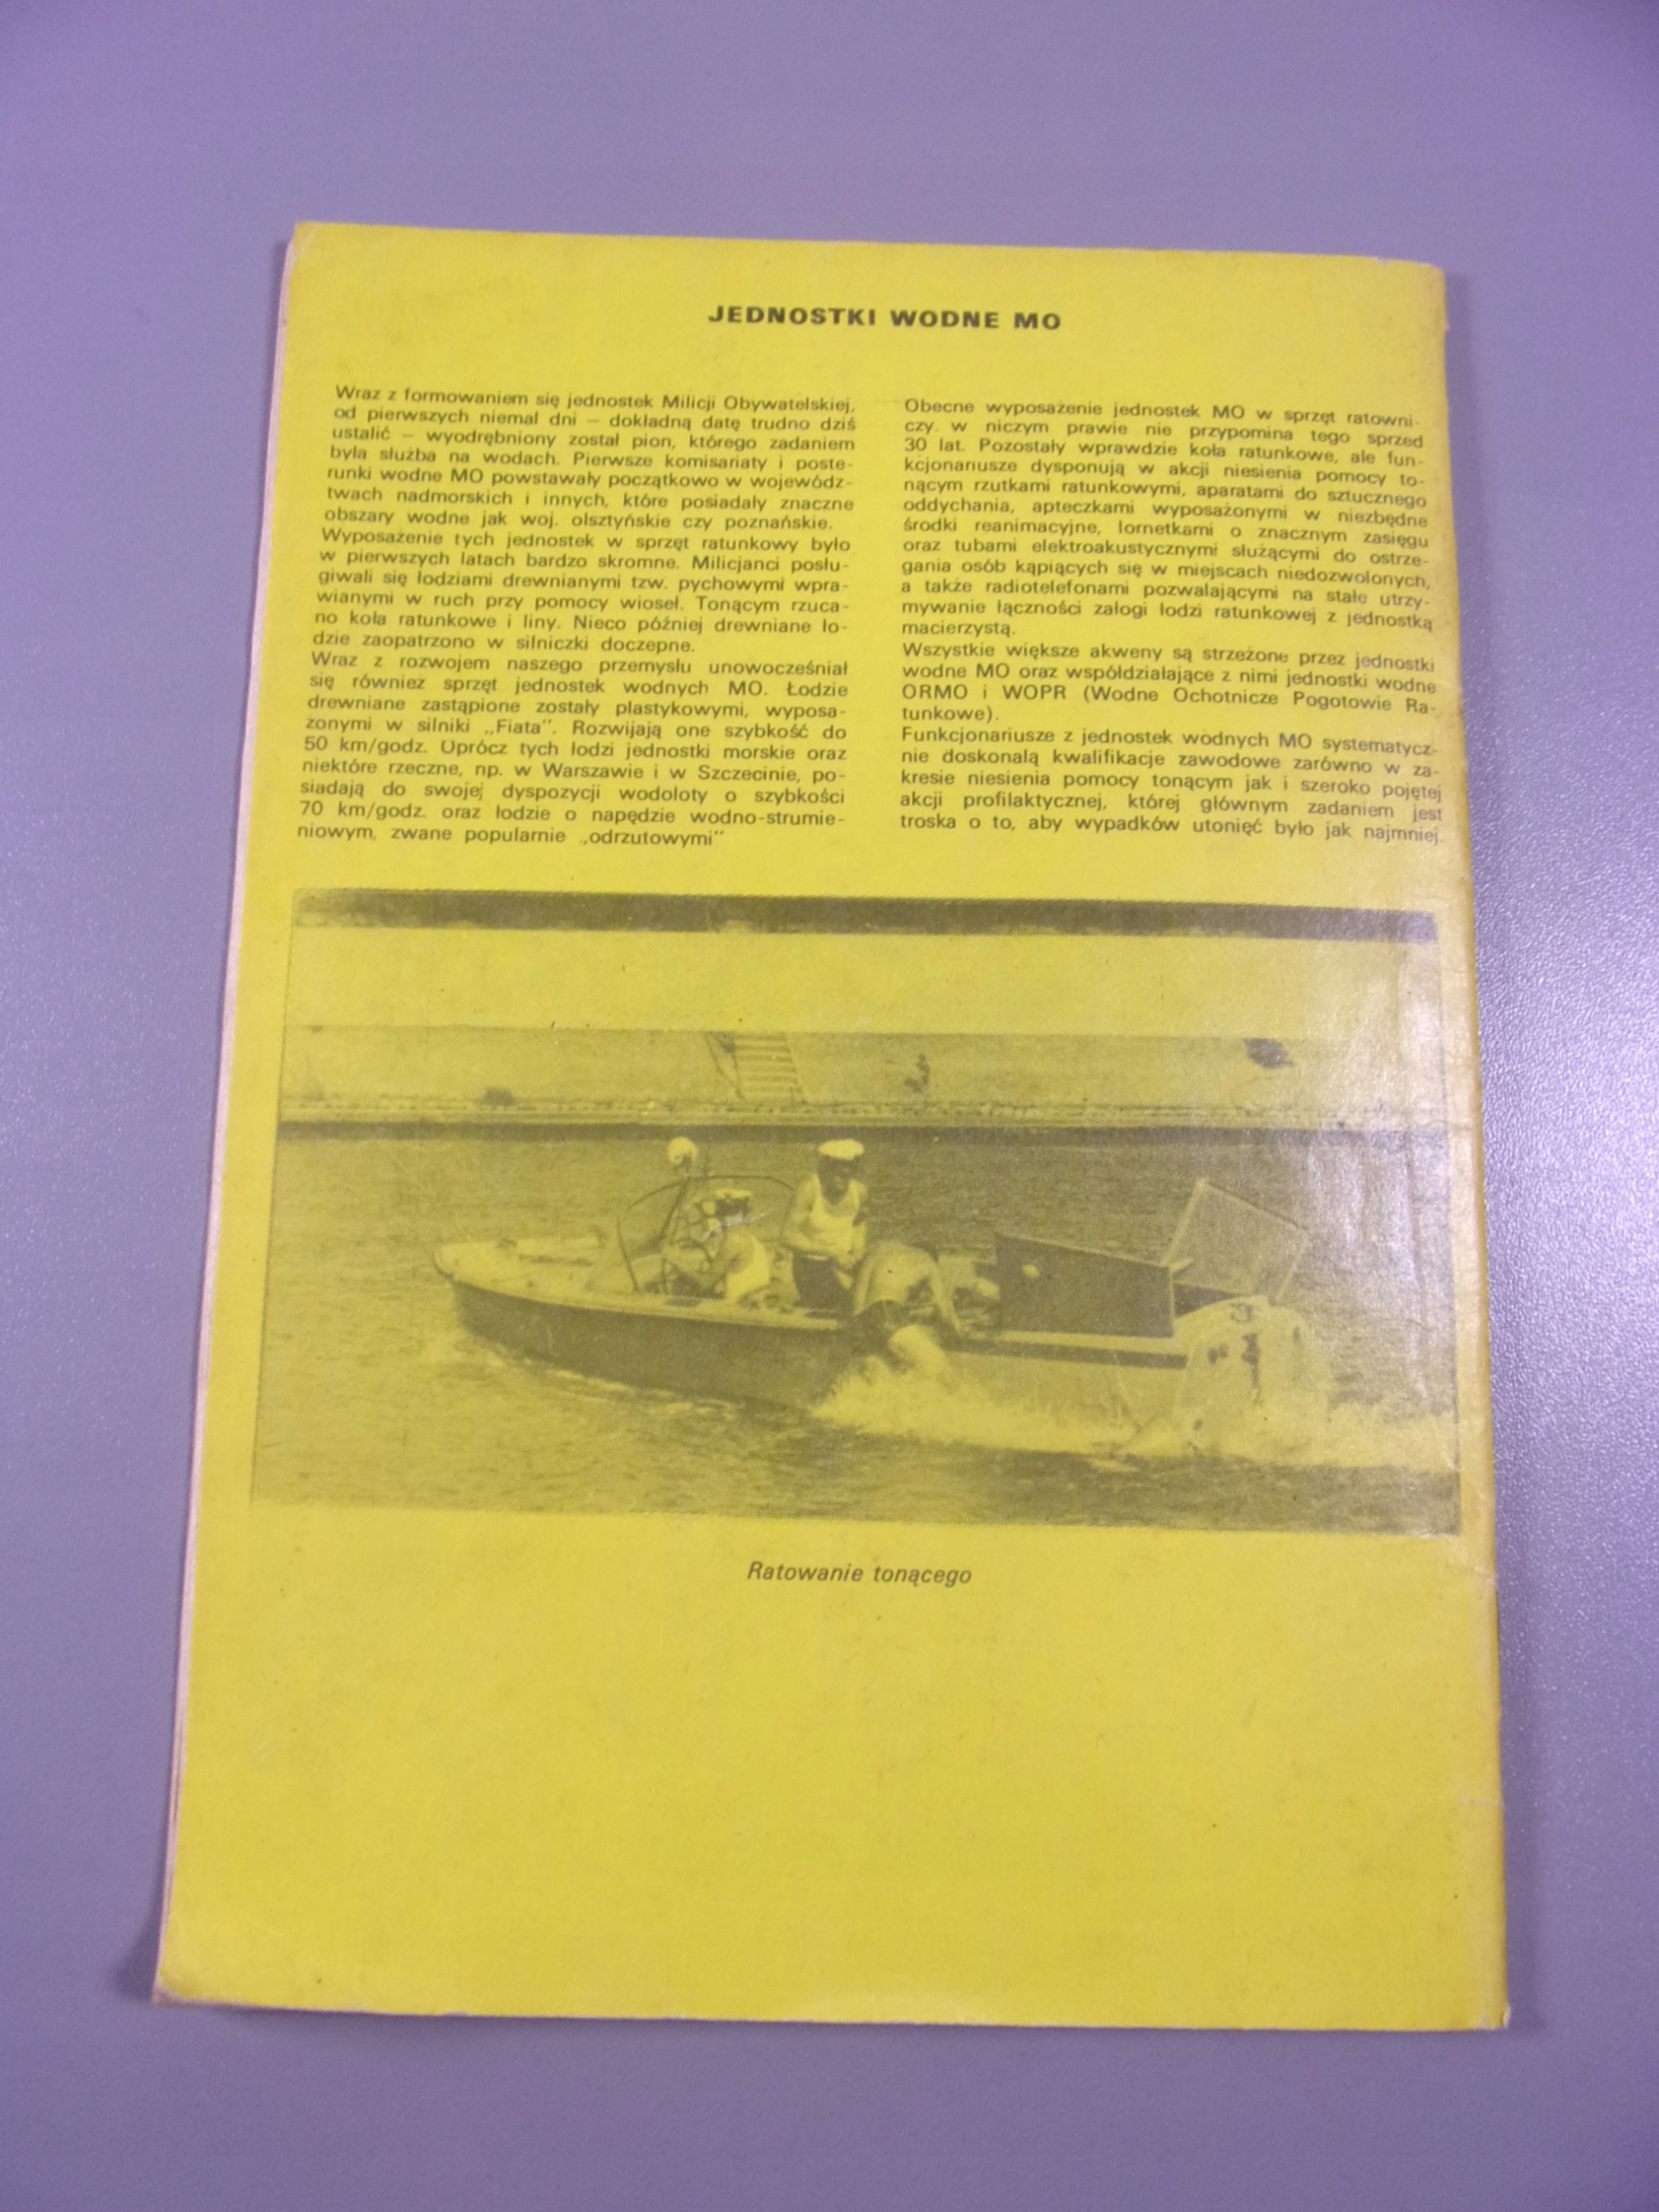 JEDNOSTKI WODNE MO
Wraz z formowaniem się jednostek Milicji Obywatelskiej,
od pierwszych niemal dni — dokładną datę trudno dziś
ustalić — wyodrębniony został pion, którego zadaniem
była służba na wodach. Pierwsze komisariaty i poste-
runki wodne MO powstawały początkowo w wojewódz-
twach nadmorskich i innych, które posiadały znaczne
obszary wodne jak woj. olsztyńskie czy poznańskie.
Wyposażenie tych jednostek w sprzęt ratunkowy było
w pierwszych latach bardzo skromne. Milicjanci posłu-
giwali się łodziami drewnianymi tzw. pychowymi wpra-
wianymi w ruch przy pomocy wioseł. Tonącym rzuca-
no koła ratunkowe i liny. Nieco później drewniane ło-
dzie zaopatrzono w silniczki doczepne.
Wraz z rozwojem naszego przemysłu unowocześniał
się również sprzęt jednostek wodnych MO. Łodzie
drewniane zastąpione zostały plastykowymi, wyposa-
żonymi w silniki „Fiata”. Rozwijają one szybkość do
50 km/godz. Oprócz tych łodzi jednostki morskie oraz
niektóre rzeczne, np. w Warszawie i w Szczecinie, po-
siadają do swojej dyspozycji wodoloty o szybkości
70 km/godz. oraz łodzie o napędzie wodno-strumie-
niowym, zwane popularnie „odrzutowymi”
Obecne wyposażenie jednostek MO w sprzęt ratowni-
czy w niczym prawie nie przypomina tego sprzed
30 lat. Pozostały wprawdzie koła ratunkowe, ale fun-
kcjonariusze dysponują w akcji niesienia pomocy to-
nącym rzutkami ratunkowymi, aparatami do sztucznego
oddychania, apteczkami wyposażonymi w niezbędne
środki reanimacyjne, lornetkami o znacznym zasięgu
oraz tubami elektroakustycznymi służącymi do ostrze-
gania osób kąpiących się w miejscach niedozwolonych,
a także radiotelefonami pozwalającymi na stałe utrzy-
mywanie łączności załogi łodzi ratunkowej z jednostką
macierzystą.
Wszystkie większe akweny są strzeżone przez jednostki
wodne MO oraz współdziałające z nimi jednostki wodne
ORMO i WOPR (Wodne Ochotnicze Pogotowie Ra-
tunkowe).
Funkcjonariusze z jednostek wodnych MO systematycz-
nie doskonalą kwalifikacje zawodowe zarówno w za-
kresie niesienia pomocy tonącym jak i szeroko pojętej
akcji profilaktycznej, której głównym zadaniem jest
troska o to, aby wypadków utonięć było jak najmniej.
Ratowanie tonącego